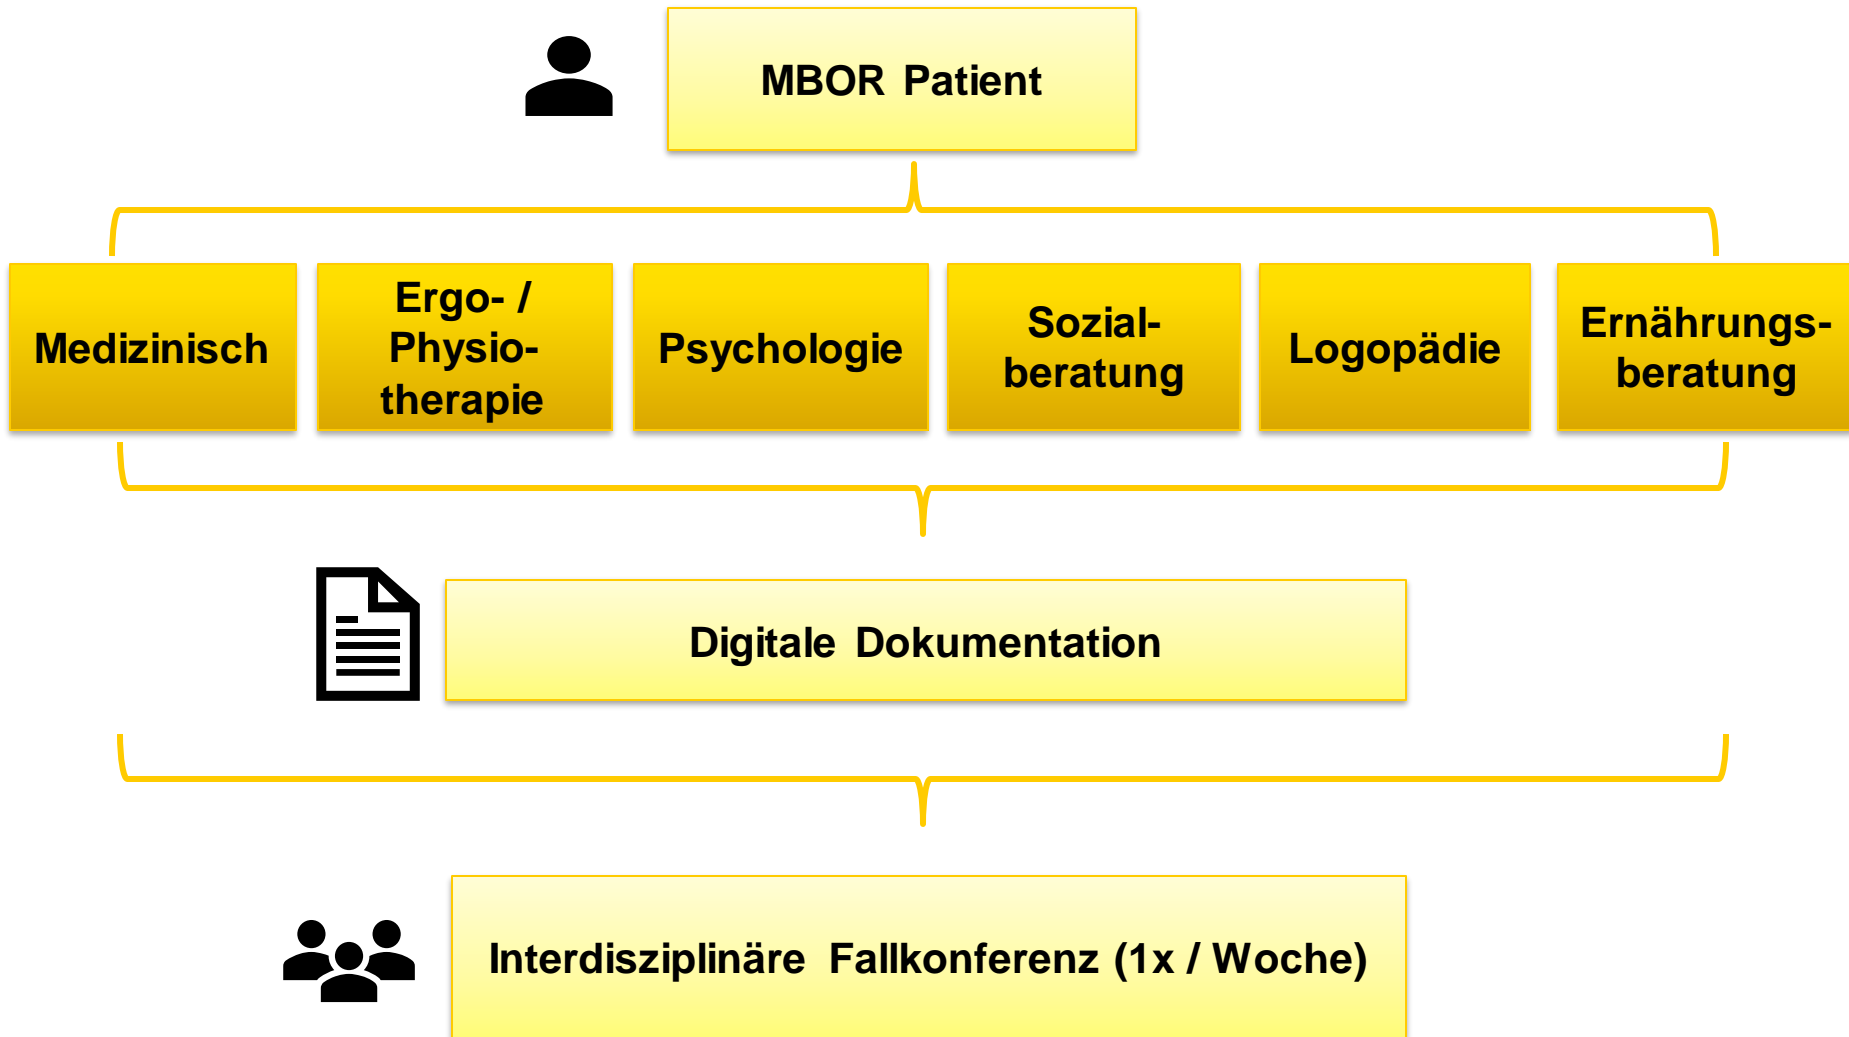 MBOR Patient
Medizinisch
Ergo- /
Physio-
therapie
Psychologie
Sozial-
beratung
Logopädie
Ernährungs-
beratung
Digitale Dokumentation
Interdisziplinäre Fallkonferenz (1x / Woche)